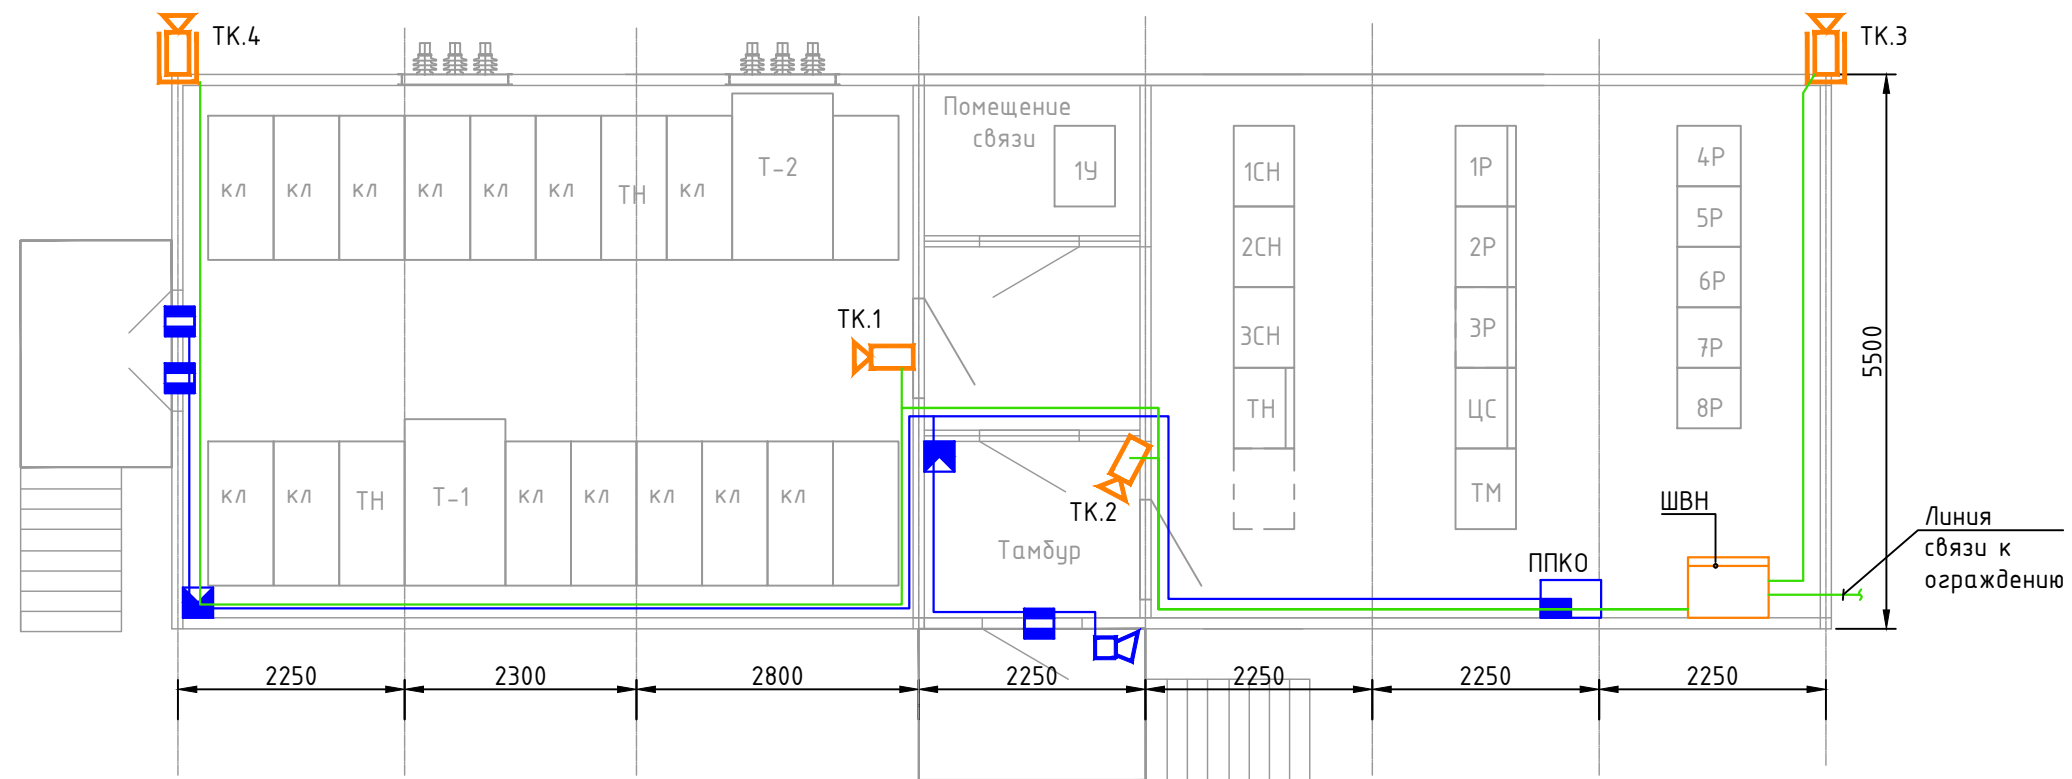 ТК.4
ТК.3
Помещение
связи
1У
Т-2
кл
кл
кл
кл
кл
кл
ТН
кл
1СН
1Р
4Р
2СН
2Р
5Р
6Р
ТК.1
3СН
3Р
7Р
5500
ТН
ЦС
8Р
кл
кл
ТН
Т-1
кл
кл
кл
кл
кл
ТК.2
ТМ
ШВН
Тамбур
ППКО
Линия
связи к
ограждению
2250
2300
2800
2250
2250
2250
2250